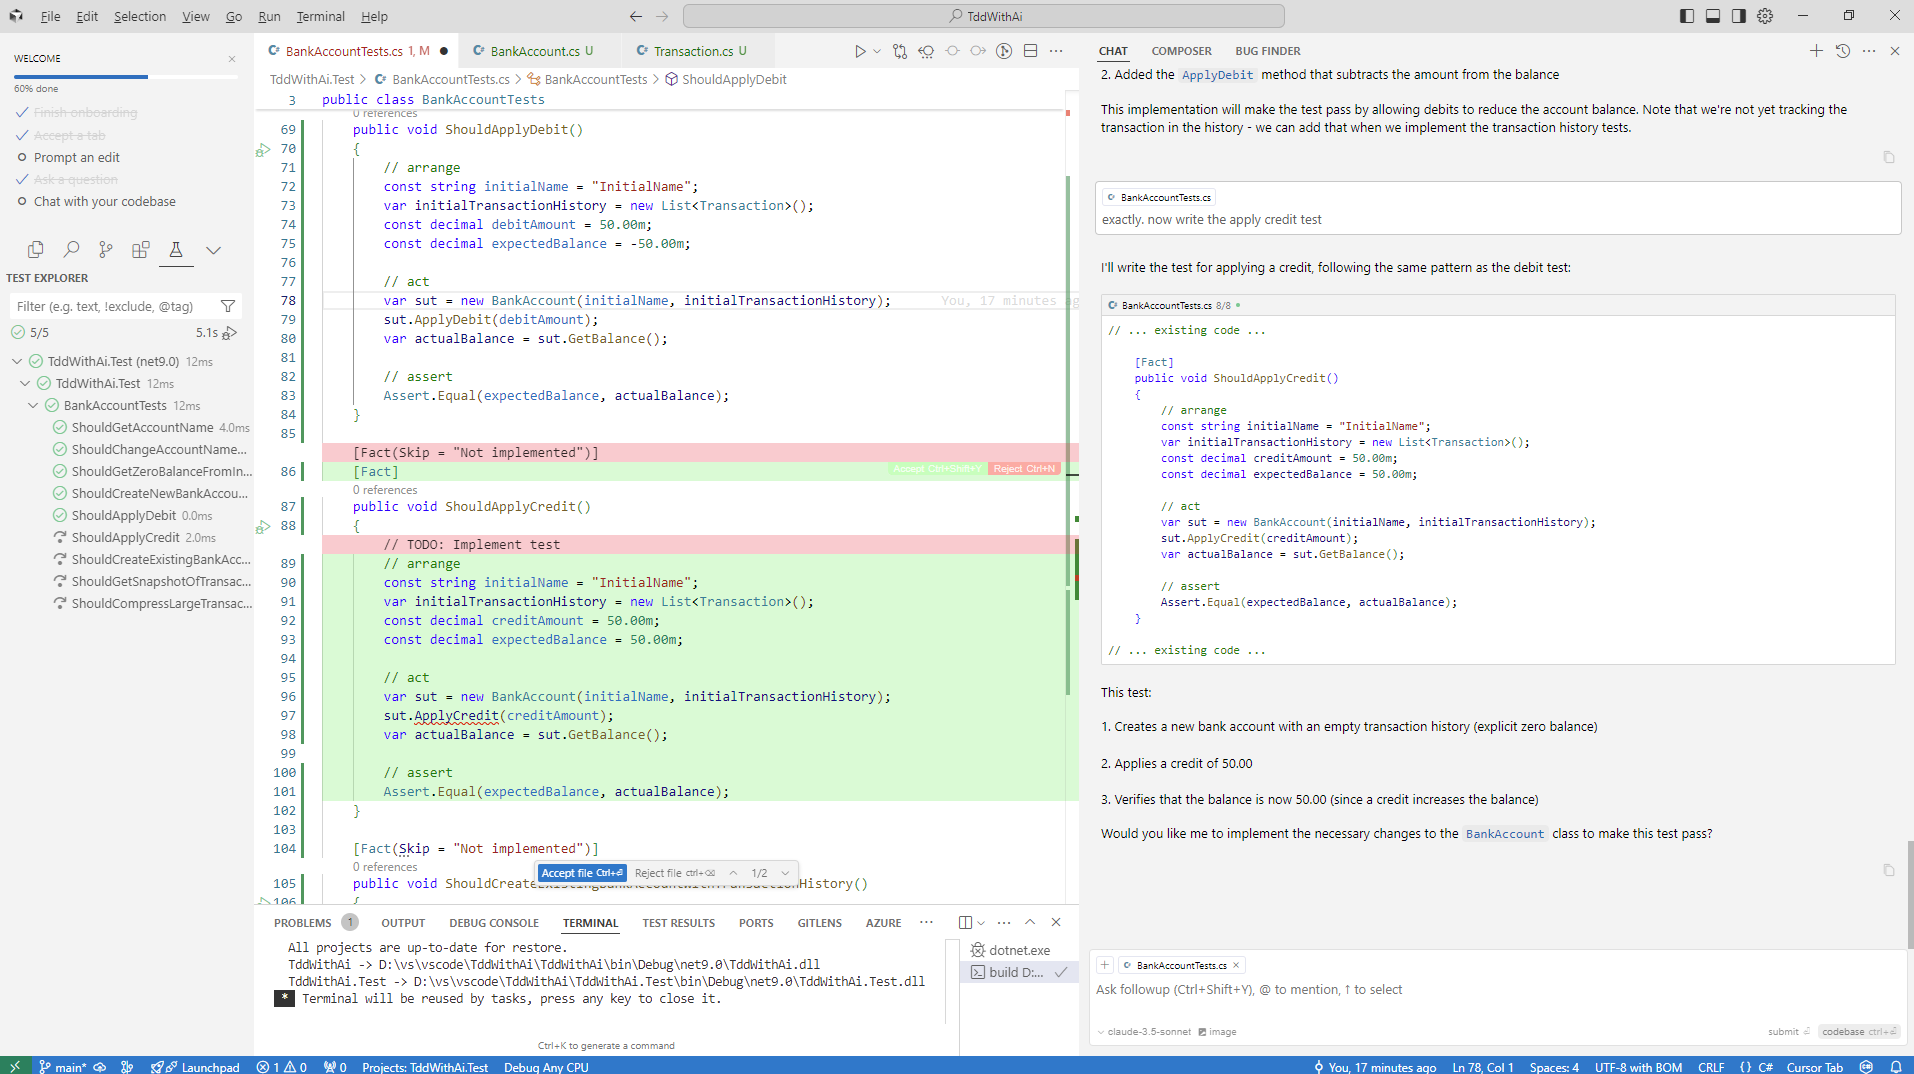 File Edit Selection View Go Run Terminal Help
TddWithAi
WELCOME
60% done
Finish onboarding
Accept a tab
Prompt an edit
Ask a question
Chat with your codebase
TEST EXPLORER
Filter (e.g. text, !exclude, @tag)
5/5 5.1s
TddWithAi.Test (net9.0) 12ms
TddWithAi.Test 12ms
BankAccountTests 12ms
ShouldGetAccountName 4.0ms
ShouldChangeAccountName...
ShouldGetZeroBalanceFromIn...
ShouldCreateNewBankAccou...
ShouldApplyDebit 0.0ms
ShouldApplyCredit 2.0ms
ShouldCreateExistingBankAcc...
ShouldGetSnapshotOfTransac...
ShouldCompressLargeTransac...
BankAccountTests.cs 1, M BankAccount.cs U Transaction.cs U
TddWithAi.Test > BankAccountTests.cs > BankAccountTests > ShouldApplyDebit
3 public class BankAccountTests
0 references
69 public void ShouldApplyDebit()
70 {
71 // arrange
72 const string initialName = "InitialName";
73 var initialTransactionHistory = new List<Transaction>();
74 const decimal debitAmount = 50.00m;
75 const decimal expectedBalance = -50.00m;
76
77 // act
78 var sut = new BankAccount(initialName, initialTransactionHistory); You, 17 minutes ag
79 sut.ApplyDebit(debitAmount);
80 var actualBalance = sut.GetBalance();
81
82 // assert
83 Assert.Equal(expectedBalance, actualBalance);
84 }
85
[Fact(Skip = "Not implemented")]
86 [Fact] Accept Ctrl+Shift+Y Reject Ctrl+N
0 references
87 public void ShouldApplyCredit()
88 {
// TODO: Implement test
89 // arrange
90 const string initialName = "InitialName";
91 var initialTransactionHistory = new List<Transaction>();
92 const decimal creditAmount = 50.00m;
93 const decimal expectedBalance = 50.00m;
94
95 // act
96 var sut = new BankAccount(initialName, initialTransactionHistory);
97 sut.ApplyCredit(creditAmount);
98 var actualBalance = sut.GetBalance();
99
100 // assert
101 Assert.Equal(expectedBalance, actualBalance);
102 }
103
104 [Fact(Skip = "Not implemented")]
0 references
Accept file Ctrl+⏎ Reject file ctrl+⌫ 1/2
105 public void ShouldCreateExistingBankAccountWithTransactionHistory()
106 {
PROBLEMS 1 OUTPUT DEBUG CONSOLE TERMINAL TEST RESULTS PORTS GITLENS AZURE ...
All projects are up-to-date for restore.
TddWithAi -> D:\vs\vscode\TddWithAi\TddWithAi\bin\Debug\net9.0\TddWithAi.dll
TddWithAi.Test -> D:\vs\vscode\TddWithAi\TddWithAi.Test\bin\Debug\net9.0\TddWithAi.Test.dll
* Terminal will be reused by tasks, press any key to close it.
Ctrl+K to generate a command
dotnet.exe
build D:...
CHAT COMPOSER BUG FINDER
2. Added the ApplyDebit method that subtracts the amount from the balance
This implementation will make the test pass by allowing debits to reduce the account balance. Note that we're not yet tracking the
transaction in the history - we can add that when we implement the transaction history tests.
BankAccountTests.cs
exactly. now write the apply credit test
I'll write the test for applying a credit, following the same pattern as the debit test:
BankAccountTests.cs 8/8
// ... existing code ...
[Fact]
public void ShouldApplyCredit()
{
// arrange
const string initialName = "InitialName";
var initialTransactionHistory = new List<Transaction>();
const decimal creditAmount = 50.00m;
const decimal expectedBalance = 50.00m;
// act
var sut = new BankAccount(initialName, initialTransactionHistory);
sut.ApplyCredit(creditAmount);
var actualBalance = sut.GetBalance();
// assert
Assert.Equal(expectedBalance, actualBalance);
}
// ... existing code ...
This test:
1. Creates a new bank account with an empty transaction history (explicit zero balance)
2. Applies a credit of 50.00
3. Verifies that the balance is now 50.00 (since a credit increases the balance)
Would you like me to implement the necessary changes to the BankAccount class to make this test pass?
+ BankAccountTests.cs ×
Ask followup (Ctrl+Shift+Y), @ to mention, ↑ to select
claude-3.5-sonnet image submit ⏎ codebase ctrl+⏎
main* Launchpad 1 0 0 Projects: TddWithAi.Test Debug Any CPU You, 17 minutes ago Ln 78, Col 1 Spaces: 4 UTF-8 with BOM CRLF {} C# Cursor Tab